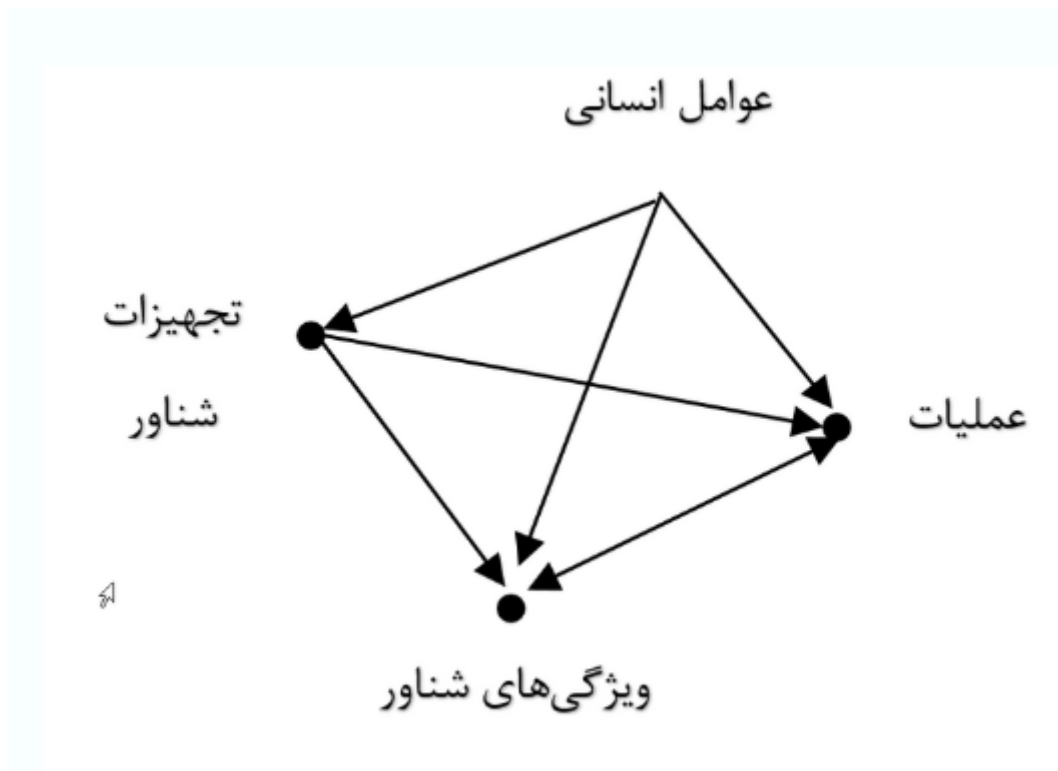 عوامل انسانی
تجهیزات
شناور
عملیات
ویژگی‌های شناور